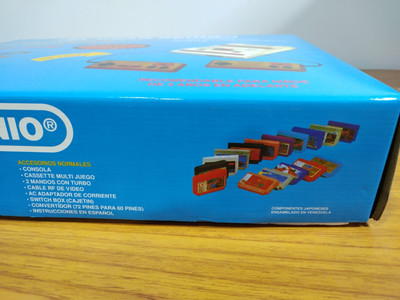 NIO®
ACCESORIOS NORMALES
• CONSOLA
• CASSETTE MULTI JUEGO
• 2 MANDOS CON TURBO
• CABLE RF DE VIDEO
• AC ADAPTADOR DE CORRIENTE
• SWITCH BOX (CAJETIN)
• CONVERTIDOR (72 PINES PARA 60 PINES)
• INSTRUCCIONES EN ESPAÑOL
COMPONENTES JAPONESES
ENSAMBLADO EN VENEZUELA